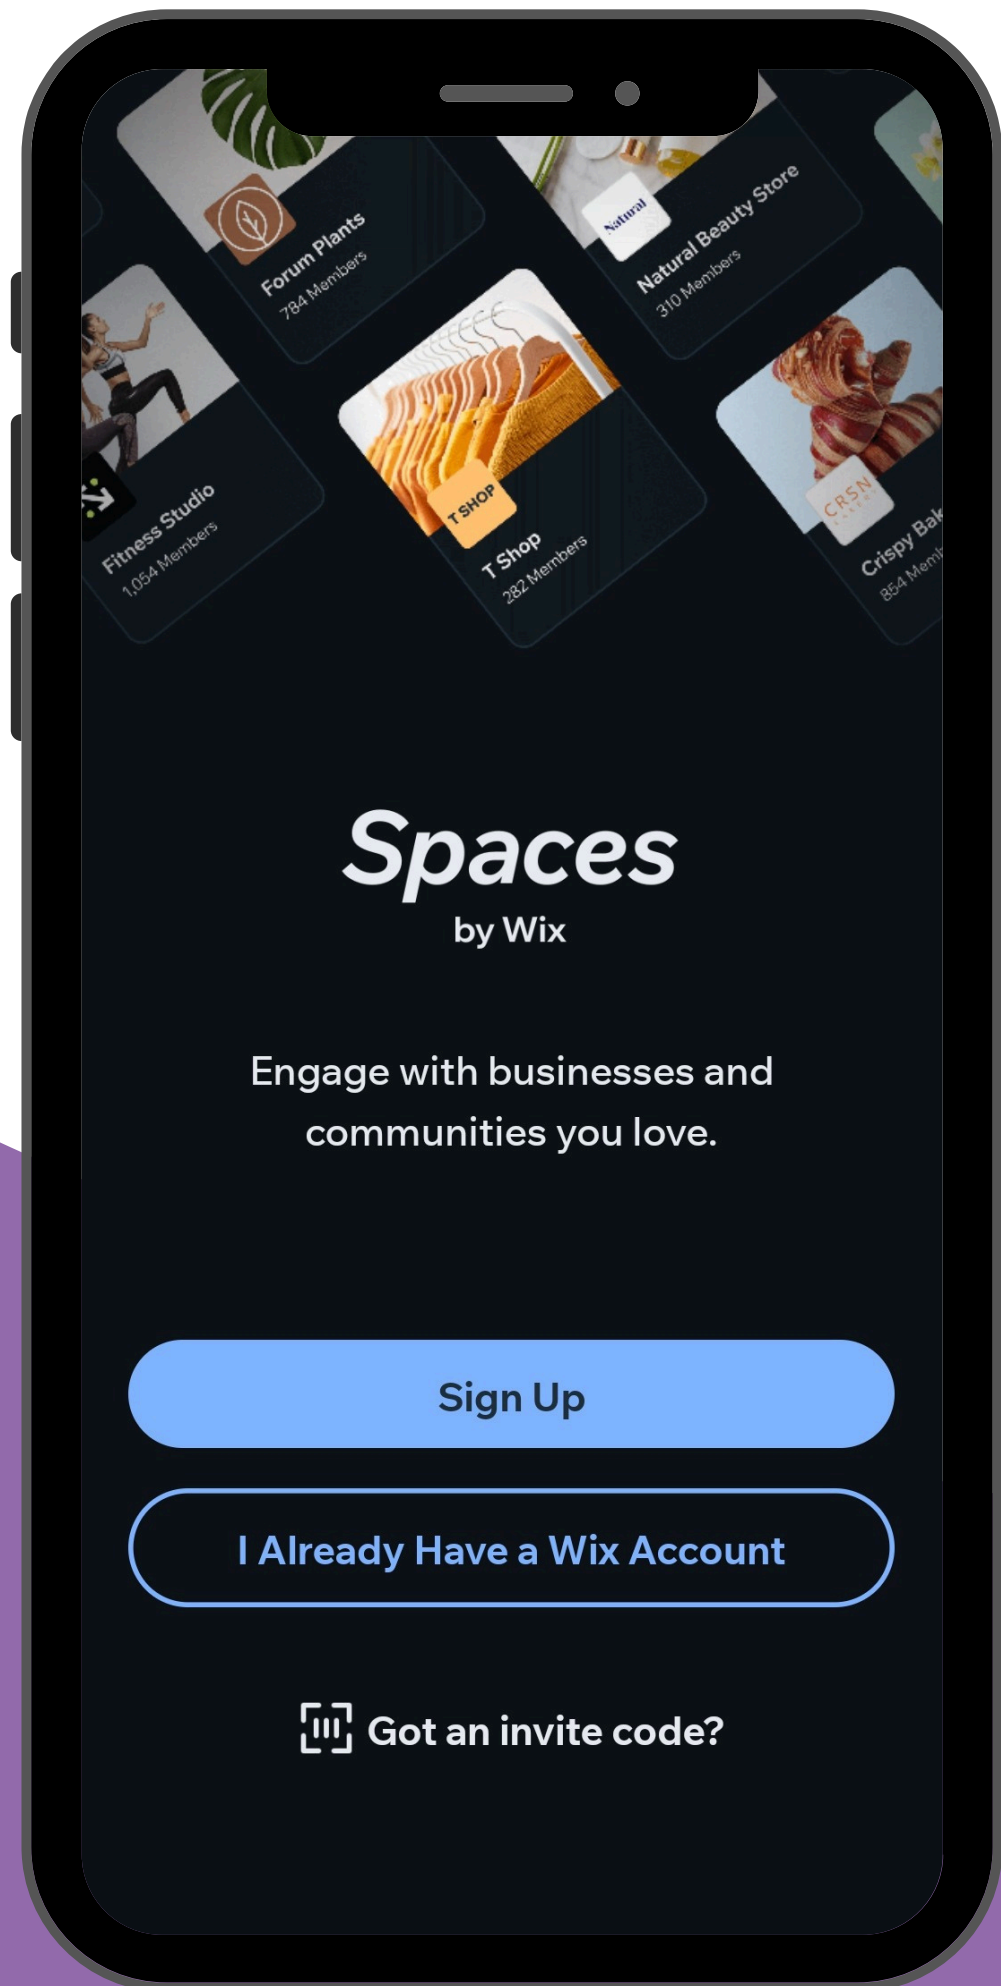 Forum Plants
784 Members
Natural
Natural Beauty Store
310 Members
Fitness Studio
1,054 Members
T SHOP
T Shop
282 Members
CRSN
Crispy
854
Spaces
by Wix
Engage with businesses and
communities you love.
Sign Up
I Already Have a Wix Account
Got an invite code?